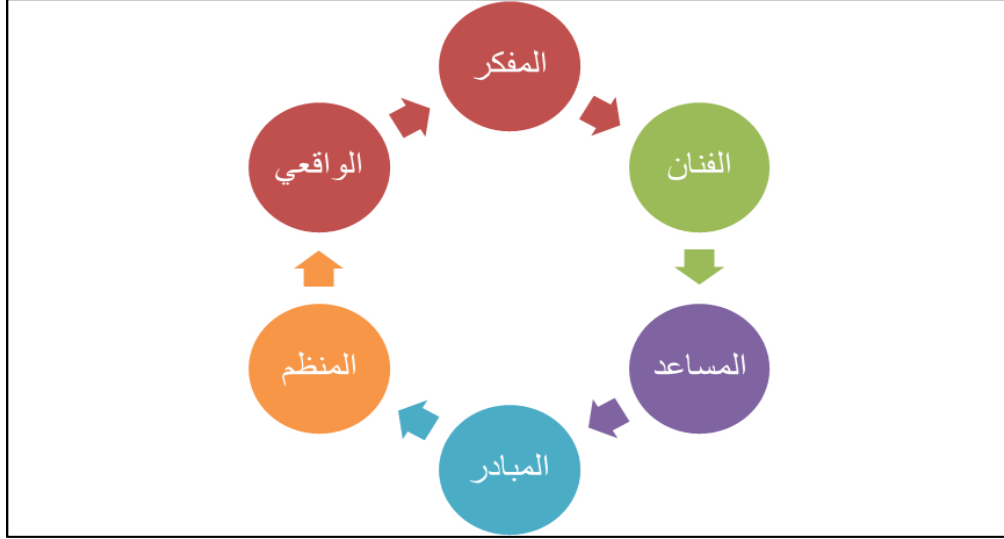 المفكر
الفنان
المساعد
المبادر
المنظم
الواقعي